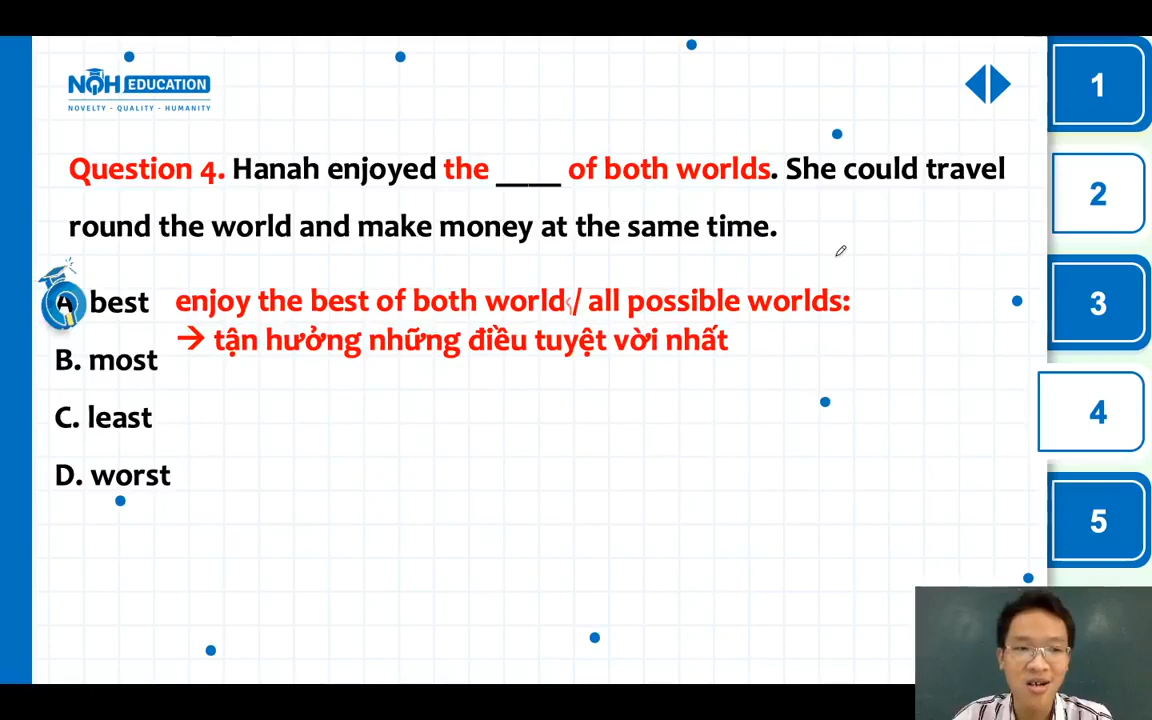 NQH EDUCATION
NOVELTY - QUALITY - HUMANITY
Question 4. Hanah enjoyed the ____ of both worlds. She could travel
round the world and make money at the same time.
A best
enjoy the best of both worlds/ all possible worlds:
→ tận hưởng những điều tuyệt vời nhất
B. most
C. least
D. worst
1
2
3
4
5